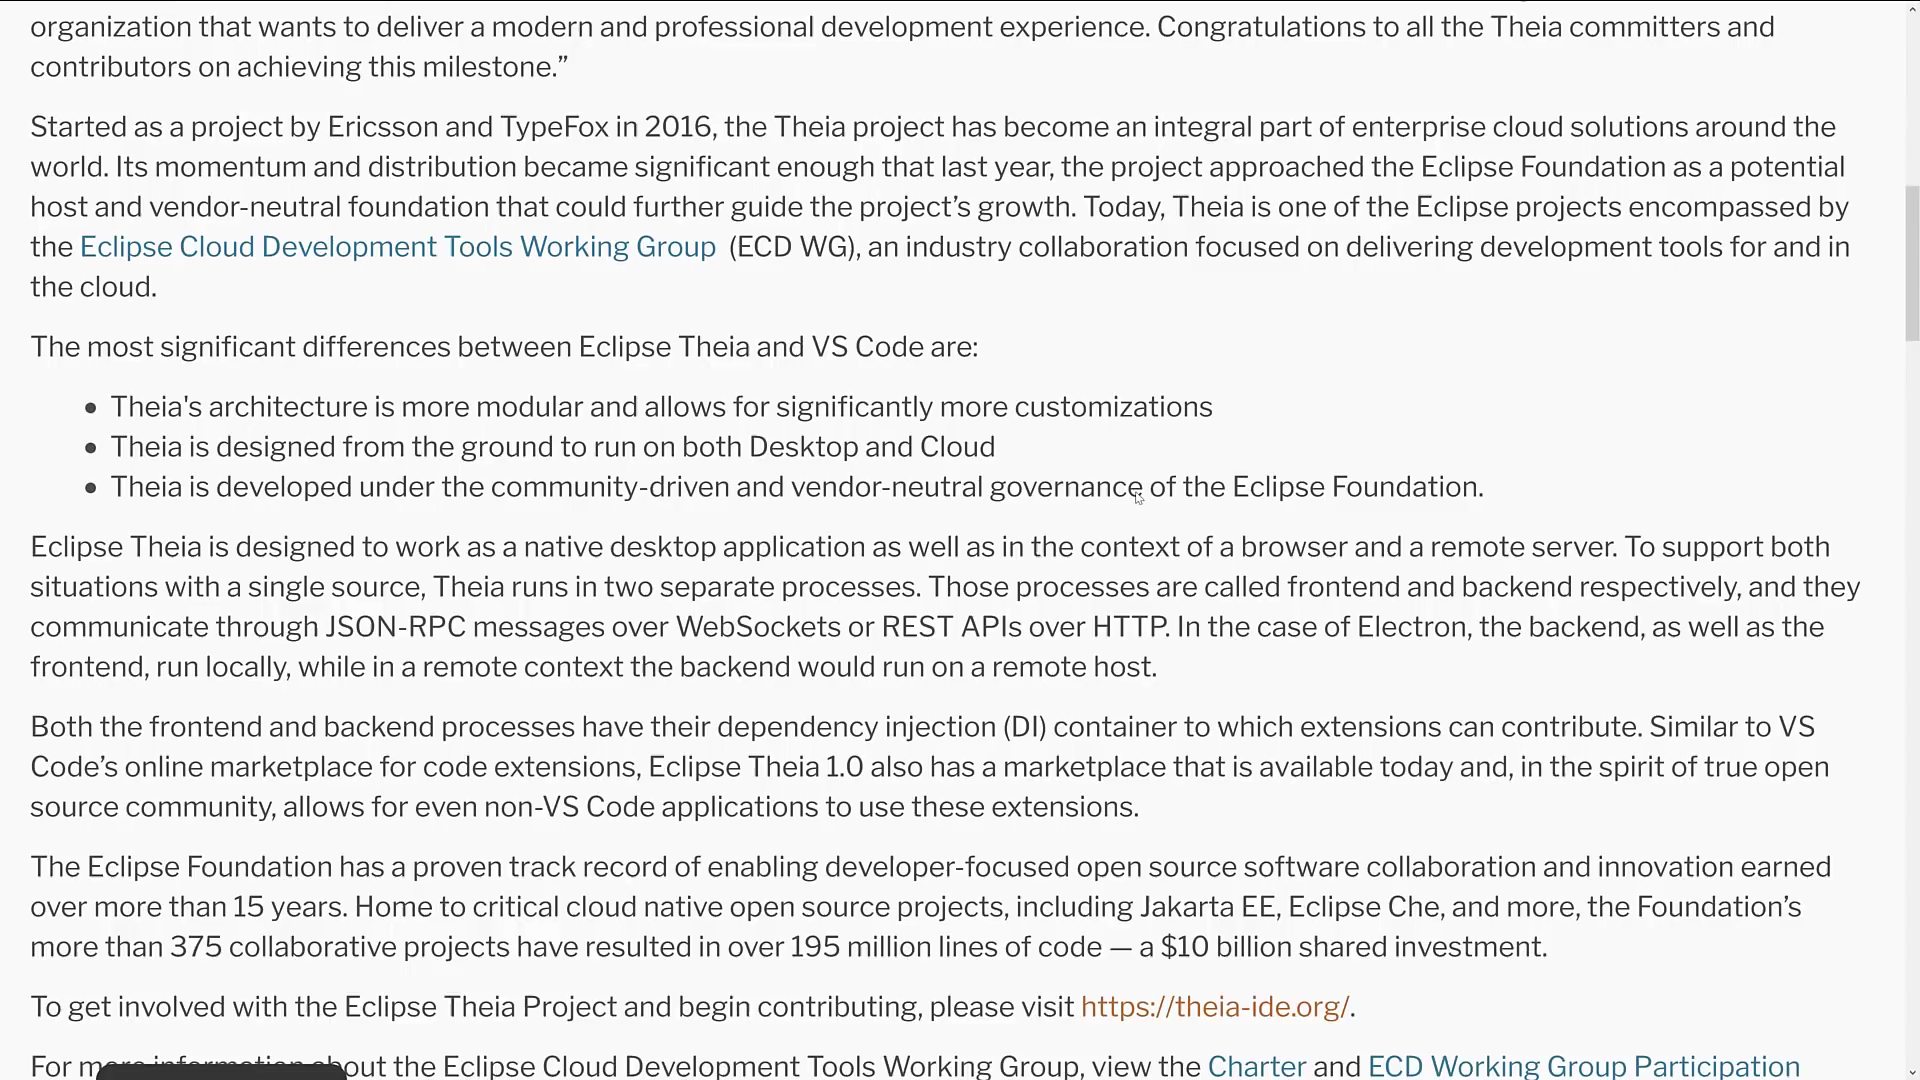 organization that wants to deliver a modern and professional development experience. Congratulations to all the Theia committers and
contributors on achieving this milestone.”
Started as a project by Ericsson and TypeFox in 2016, the Theia project has become an integral part of enterprise cloud solutions around the
world. Its momentum and distribution became significant enough that last year, the project approached the Eclipse Foundation as a potential
host and vendor-neutral foundation that could further guide the project’s growth. Today, Theia is one of the Eclipse projects encompassed by
the Eclipse Cloud Development Tools Working Group (ECD WG), an industry collaboration focused on delivering development tools for and in
the cloud.
The most significant differences between Eclipse Theia and VS Code are:
• Theia's architecture is more modular and allows for significantly more customizations
• Theia is designed from the ground to run on both Desktop and Cloud
• Theia is developed under the community-driven and vendor-neutral governance of the Eclipse Foundation.
Eclipse Theia is designed to work as a native desktop application as well as in the context of a browser and a remote server. To support both
situations with a single source, Theia runs in two separate processes. Those processes are called frontend and backend respectively, and they
communicate through JSON-RPC messages over WebSockets or REST APIs over HTTP. In the case of Electron, the backend, as well as the
frontend, run locally, while in a remote context the backend would run on a remote host.
Both the frontend and backend processes have their dependency injection (DI) container to which extensions can contribute. Similar to VS
Code’s online marketplace for code extensions, Eclipse Theia 1.0 also has a marketplace that is available today and, in the spirit of true open
source community, allows for even non-VS Code applications to use these extensions.
The Eclipse Foundation has a proven track record of enabling developer-focused open source software collaboration and innovation earned
over more than 15 years. Home to critical cloud native open source projects, including Jakarta EE, Eclipse Che, and more, the Foundation’s
more than 375 collaborative projects have resulted in over 195 million lines of code — a $10 billion shared investment.
To get involved with the Eclipse Theia Project and begin contributing, please visit https://theia-ide.org/.
For more information about the Eclipse Cloud Development Tools Working Group, view the Charter and ECD Working Group Participation